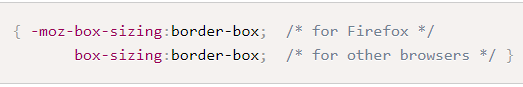 { -moz-box-sizing:border-box;  /* for Firefox */
      box-sizing:border-box;  /* for other browsers */ }